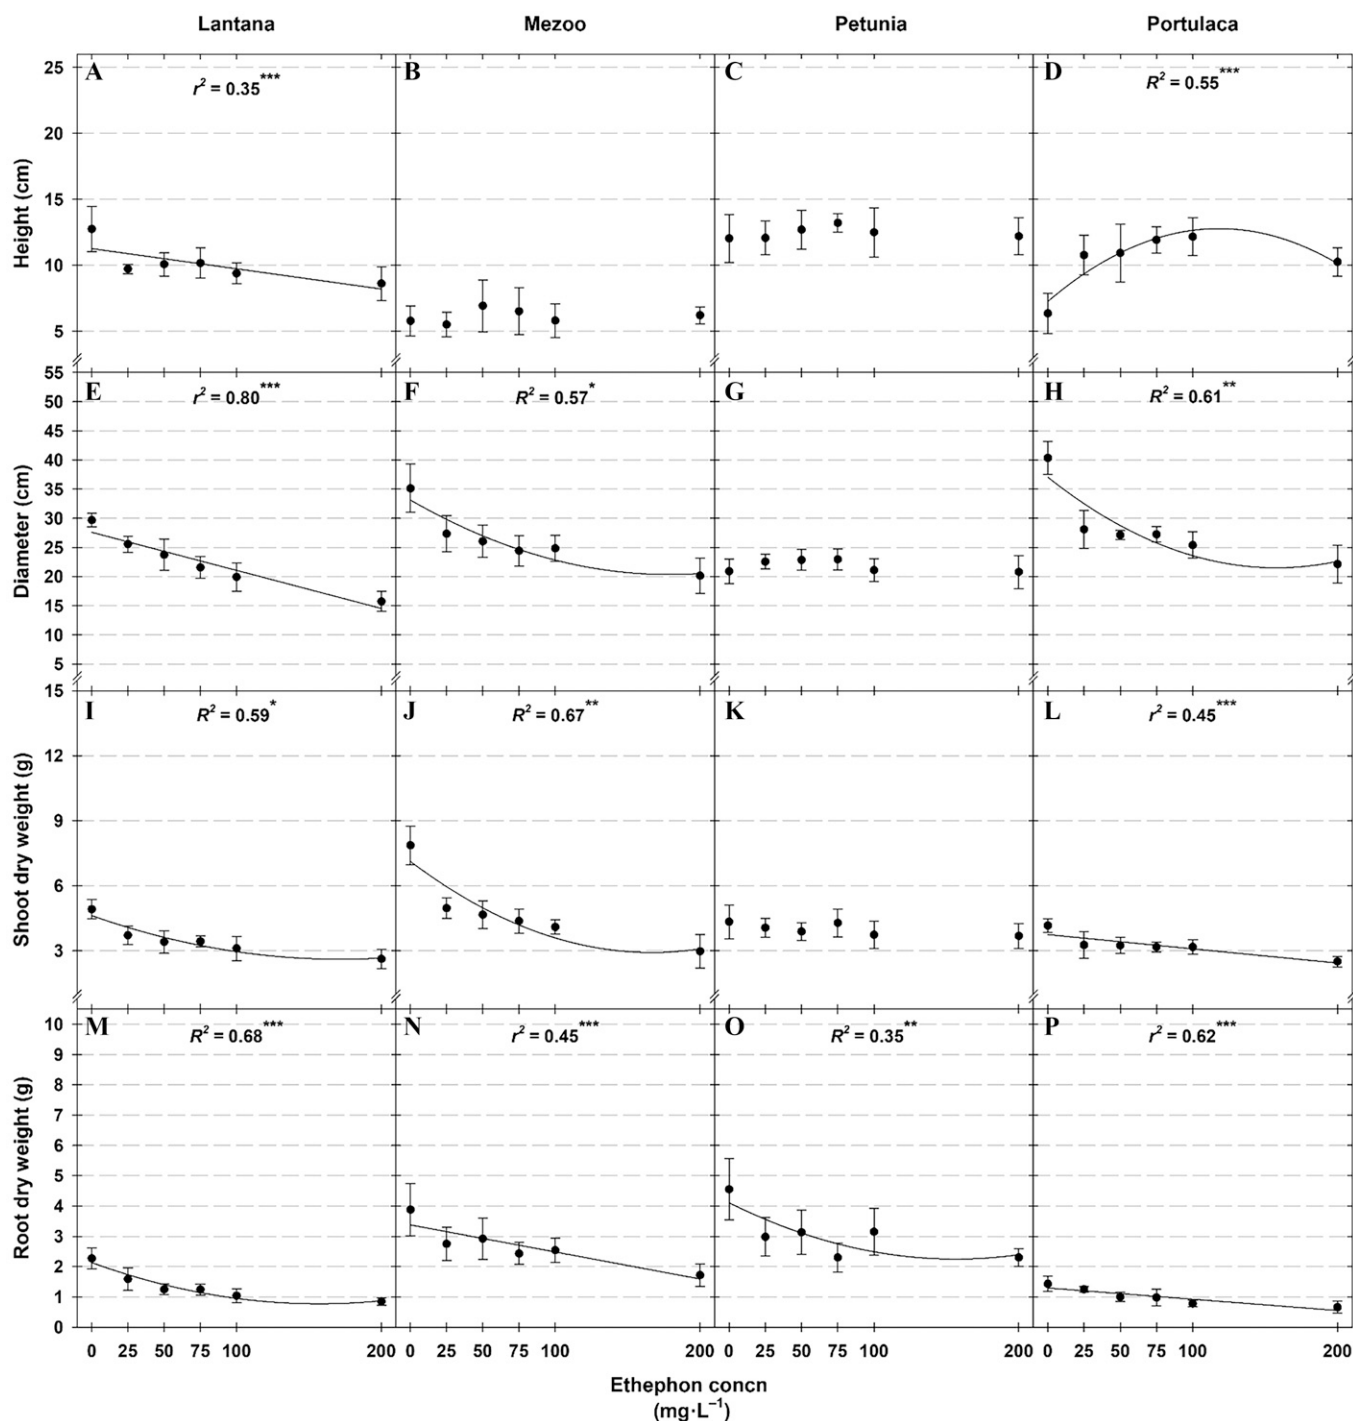 Lantana Mezoo Petunia Portulaca
A r² = 0.35*** B C D R² = 0.55***
25
20
15
10
5
Height (cm)
E r² = 0.80*** F R² = 0.57* G H R² = 0.61**
55
50
45
40
35
30
25
20
15
10
5
Diameter (cm)
I R² = 0.59* J R² = 0.67** K L r² = 0.45***
15
12
9
6
3
Shoot dry weight (g)
M R² = 0.68*** N r² = 0.45*** O R² = 0.35** P r² = 0.62***
10
9
8
7
6
5
4
3
2
1
0
Root dry weight (g)
0 25 50 75 100 200 0 25 50 75 100 200 0 25 50 75 100 200 0 25 50 75 100 200
Ethephon concn
(mg·L⁻¹)